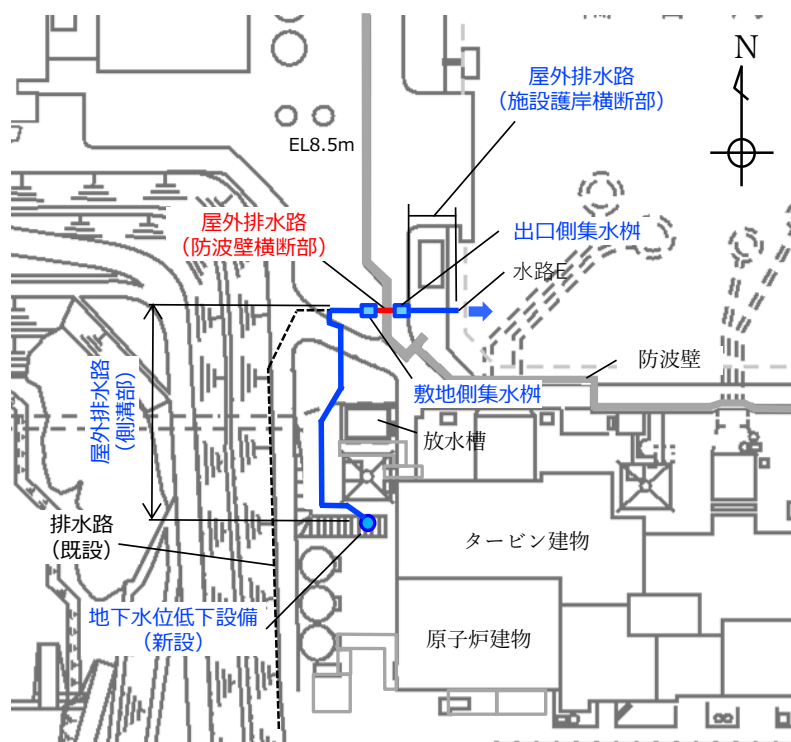 屋外排水路
（施設護岸横断部）
N
EL8.5m
屋外排水路
（防波壁横断部）
出口側集水桝
水路E
防波壁
敷地側集水桝
屋外排水路
（側溝部）
放水槽
排水路
（既設）
タービン建物
地下水位低下設備
（新設）
原子炉建物